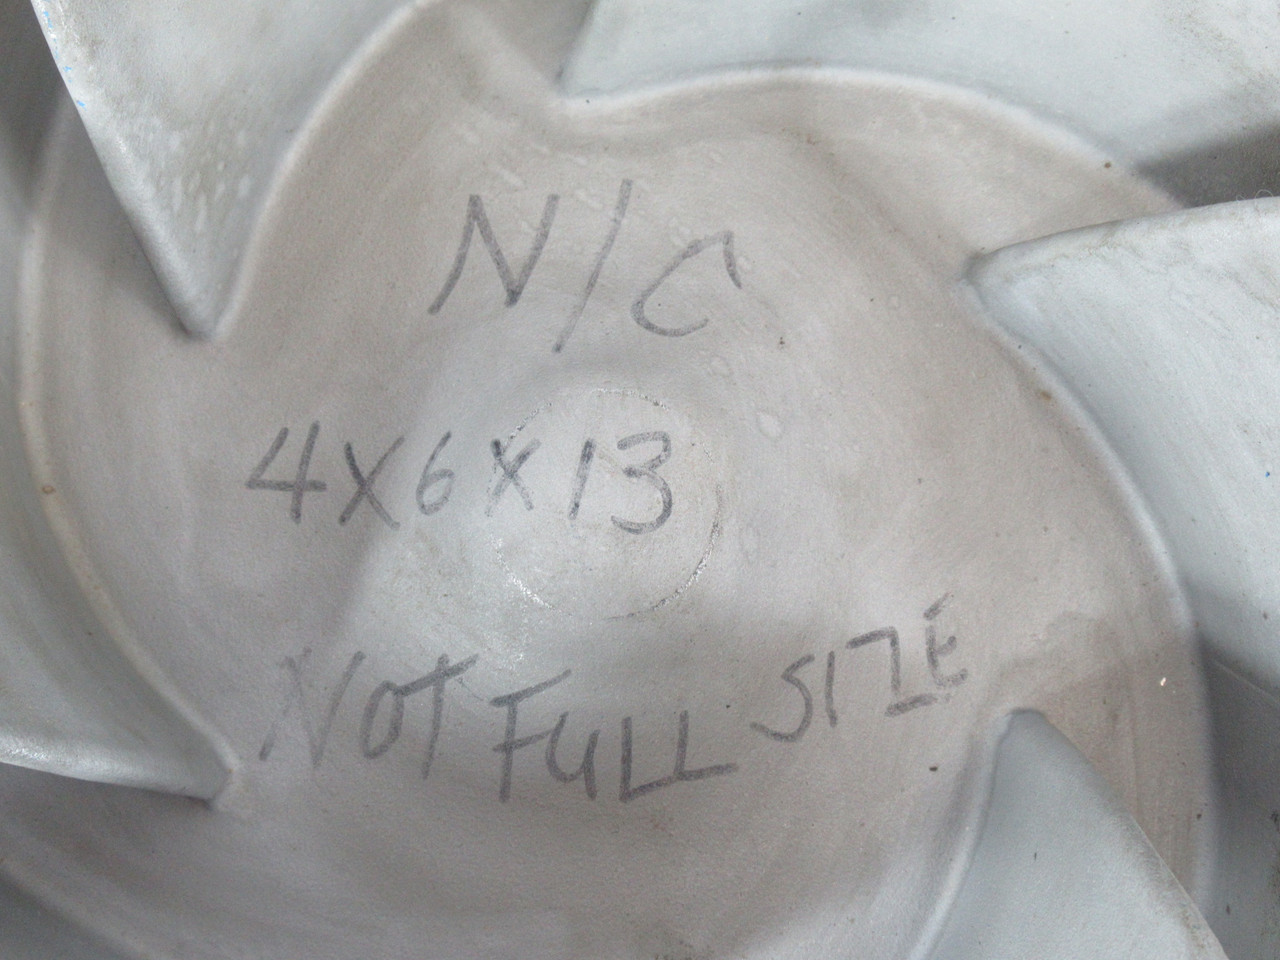 N/C
4X6X13
NOT FULL SIZE